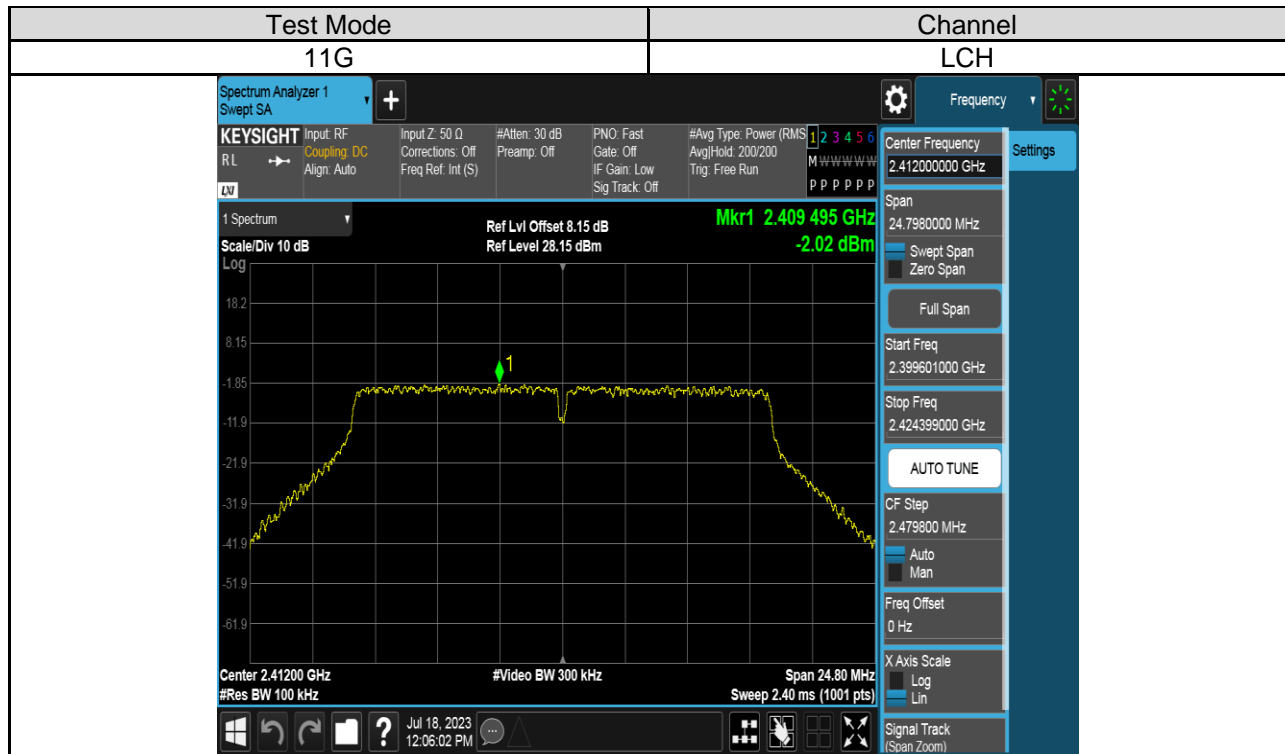 Test Mode Channel
11G LCH
Spectrum Analyzer 1
Swept SA
+
Frequency
KEYSIGHT
RL
LXI
Input: RF
Coupling: DC
Align: Auto
Input Z: 50 Ω
Corrections: Off
Freq Ref: Int (S)
#Atten: 30 dB
Preamp: Off
PNO: Fast
Gate: Off
IF Gain: Low
Sig Track: Off
#Avg Type: Power (RMS
Avg|Hold: 200/200
Trig: Free Run
1 2 3 4 5 6
M W W W W W
P P P P P P
1 Spectrum
Scale/Div 10 dB
Ref Lvl Offset 8.15 dB
Ref Level 28.15 dBm
Mkr1 2.409 495 GHz
-2.02 dBm
Log
18.2
8.15
-1.85
-11.9
-21.9
-31.9
-41.9
-51.9
-61.9
1
Center 2.41200 GHz
#Res BW 100 kHz
#Video BW 300 kHz
Span 24.80 MHz
Sweep 2.40 ms (1001 pts)
Center Frequency
2.412000000 GHz
Settings
Span
24.7980000 MHz
Swept Span
Zero Span
Full Span
Start Freq
2.399601000 GHz
Stop Freq
2.424399000 GHz
AUTO TUNE
CF Step
2.479800 MHz
Auto
Man
Freq Offset
0 Hz
X Axis Scale
Log
Lin
Signal Track
(Span Zoom)
?
Jul 18, 2023
12:06:02 PM